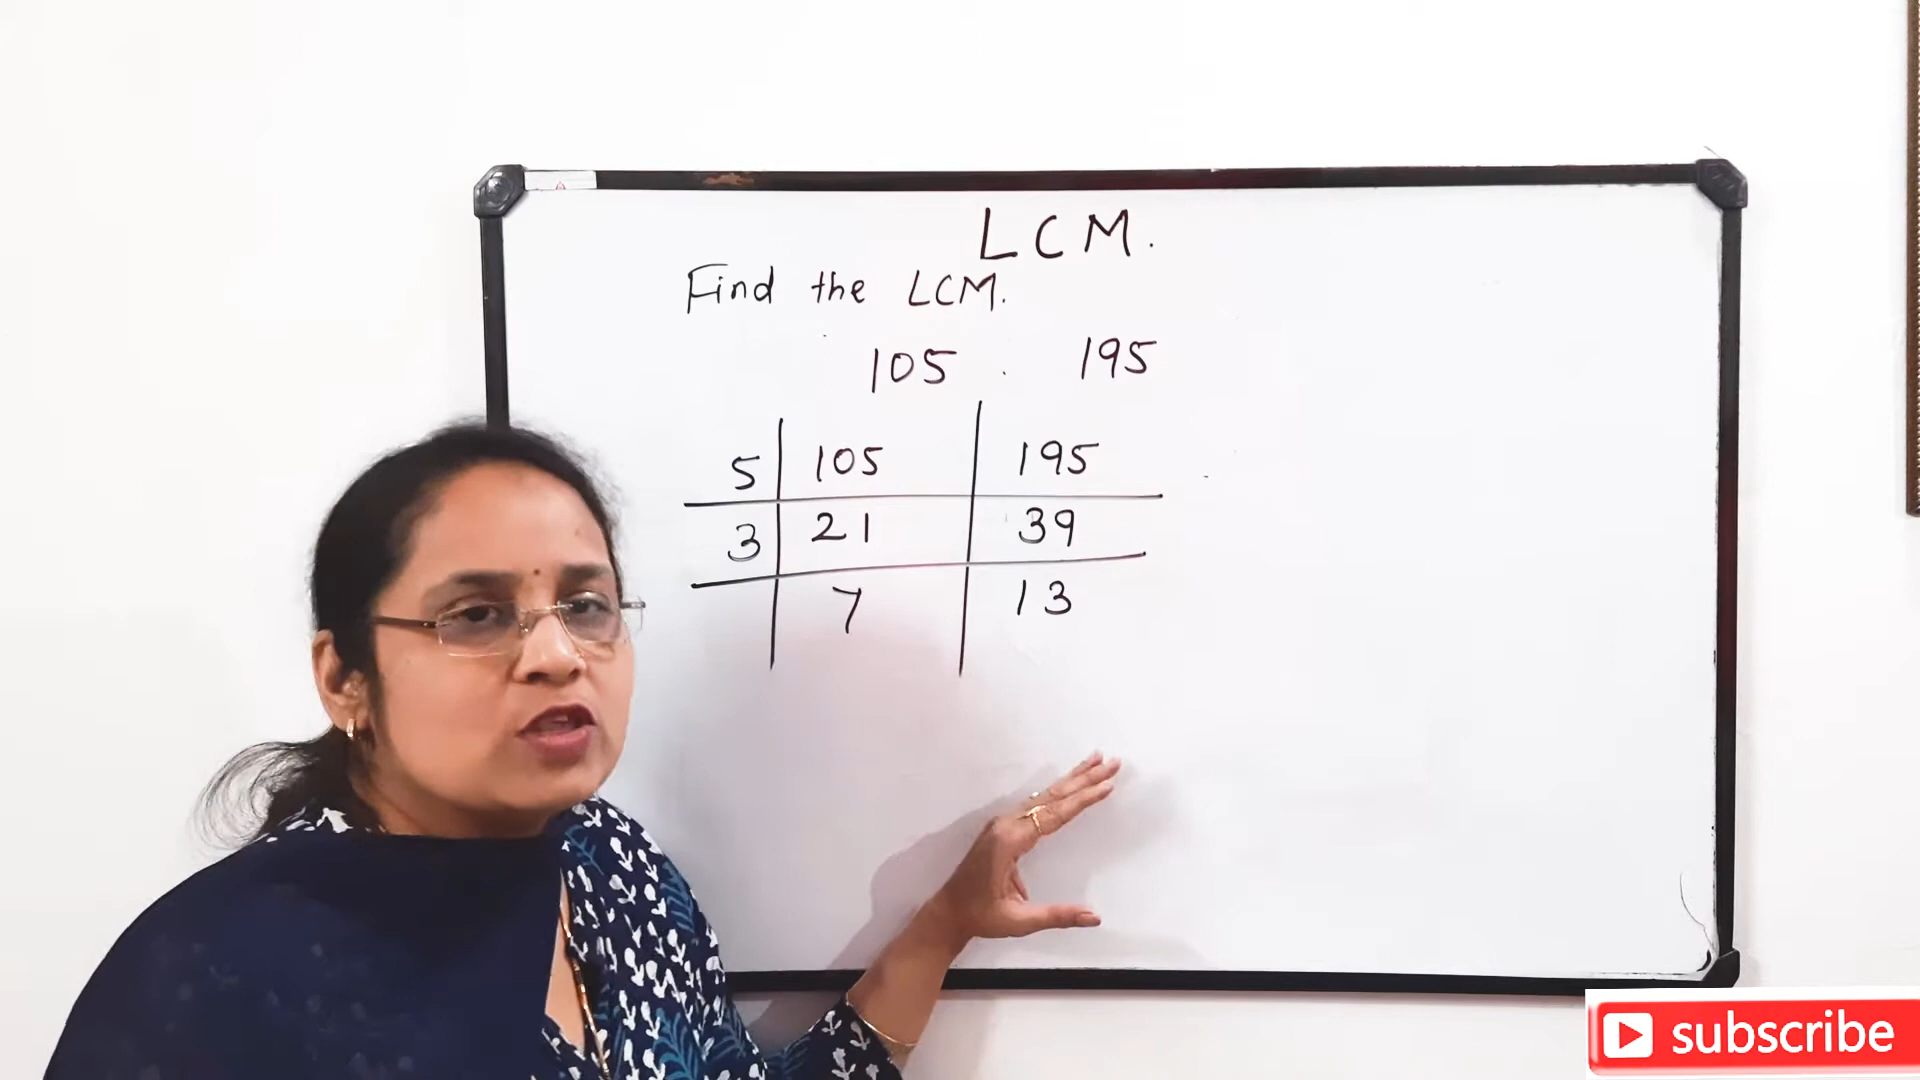 LCM.
Find the LCM.
105 . 195
5 105 195
3 21 39
7 13
subscribe